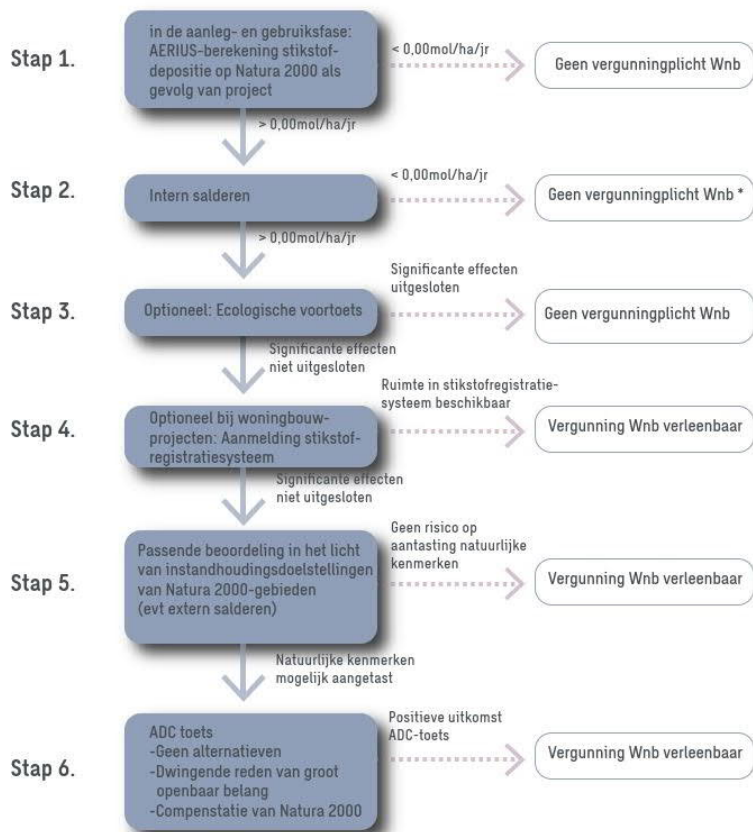 Stap 1.
in de aanleg- en gebruiksfase:
AERIUS-berekening stikstof-
depositie op Natura 2000 als
gevolg van project
< 0,00mol/ha/jr
Geen vergunningplicht Wnb
> 0,00mol/ha/jr
Stap 2.
Intern salderen
< 0,00mol/ha/jr
Geen vergunningplicht Wnb *
> 0,00mol/ha/jr
Stap 3.
Optioneel: Ecologische voortoets
Significante effecten
uitgesloten
Geen vergunningplicht Wnb
Significante effecten
niet uitgesloten
Stap 4.
Optioneel bij woningbouw-
projecten: Aanmelding stikstof-
registratiesysteem
Ruimte in stikstofregistratie-
systeem beschikbaar
Vergunning Wnb verleenbaar
Significante effecten
niet uitgesloten
Stap 5.
Passende beoordeling in het licht
van instandhoudingsdoelstellingen
van Natura 2000-gebieden
(evt extern salderen)
Geen risico op
aantasting natuurlijke
kenmerken
Vergunning Wnb verleenbaar
Natuurlijke kenmerken
mogelijk aangetast
Stap 6.
ADC toets
-Geen alternatieven
-Dwingende reden van groot
openbaar belang
-Compenstatie van Natura 2000
Positieve uitkomst
ADC-toets
Vergunning Wnb verleenbaar